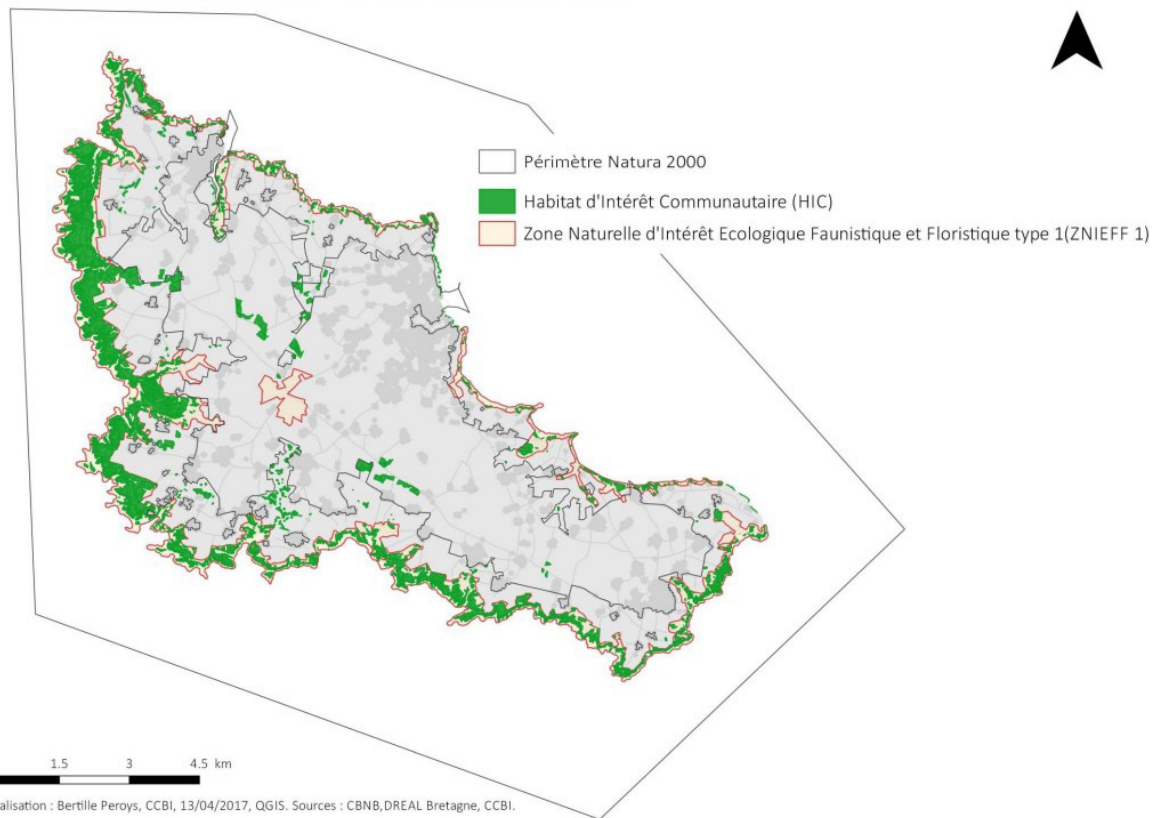 Périmètre Natura 2000
Habitat d'Intérêt Communautaire (HIC)
Zone Naturelle d'Intérêt Ecologique Faunistique et Floristique type 1(ZNIEFF 1)
1.5 3 4.5 km
alisation : Bertille Peroys, CCBI, 13/04/2017, QGIS. Sources : CBNB,DREAL Bretagne, CCBI.